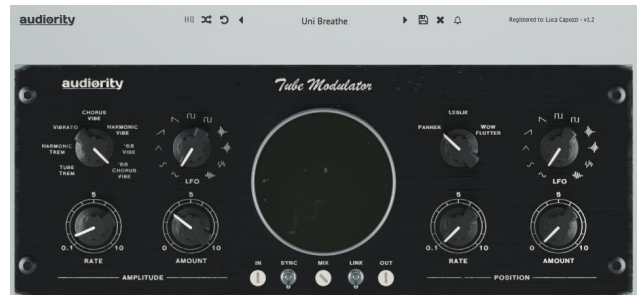 audiority
HQ
Uni Breathe
Registered to: Luca Capozzi - v1.2
audiority
Tube Modulator
CHORUS
VIBE
VIBRATO
HARMONIC
VIBE
HARMONIC
TREM
'68
VIBE
TUBE
TREM
'68
CHORUS
VIBE
LFO
LESLIE
PANNER
WOW
FLUTTER
LFO
5
0.1
10
RATE
5
0
10
AMOUNT
AMPLITUDE
IN
SYNC
MIX
LINK
OUT
5
0.1
10
RATE
5
0
10
AMOUNT
POSITION